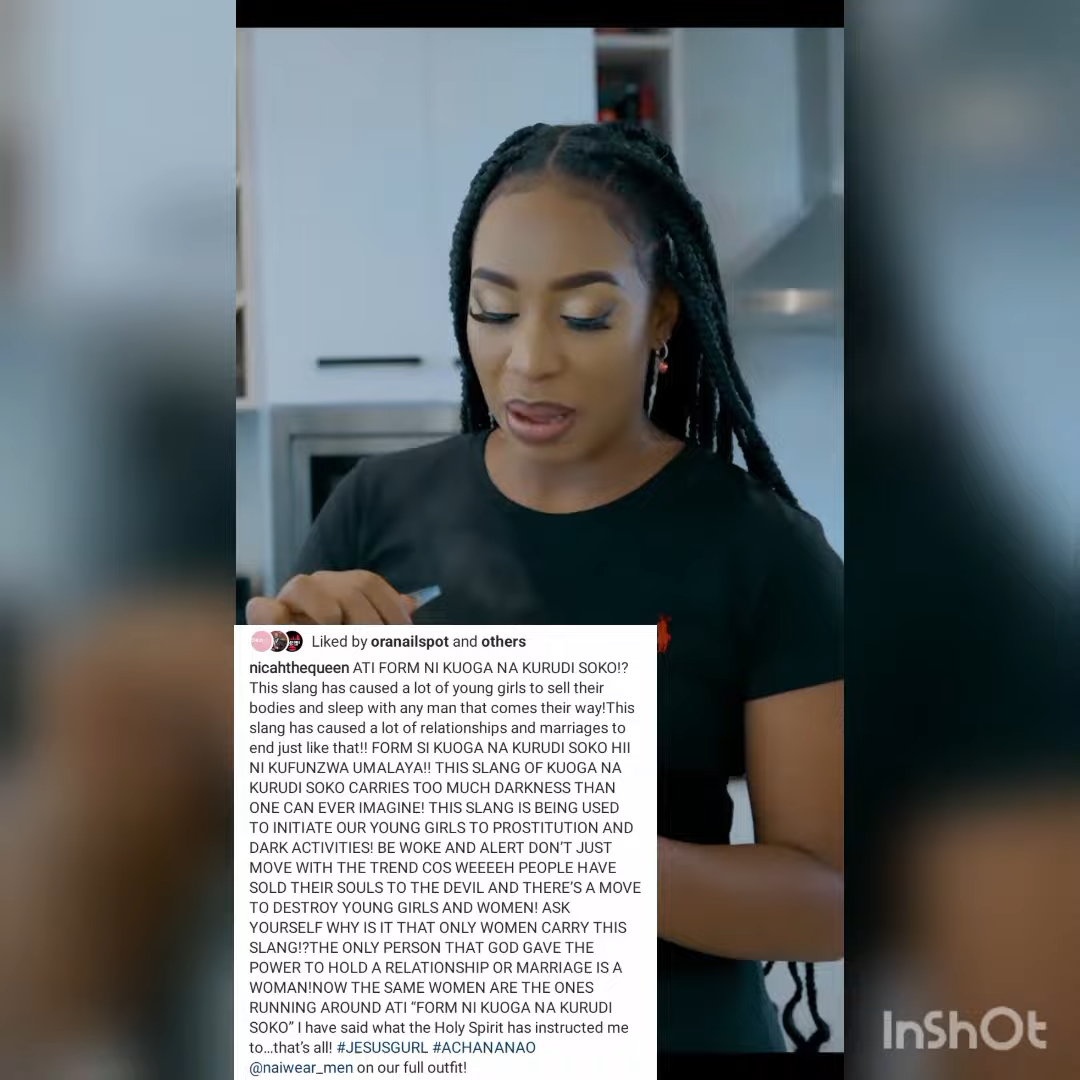 Liked by oranailspot and others
nicahthequeen ATI FORM NI KUOGA NA KURUDI SOKO!?
This slang has caused a lot of young girls to sell their
bodies and sleep with any man that comes their way!This
slang has caused a lot of relationships and marriages to
end just like that!! FORM SI KUOGA NA KURUDI SOKO HII
NI KUFUNZWA UMALAYA!! THIS SLANG OF KUOGA NA
KURUDI SOKO CARRIES TOO MUCH DARKNESS THAN
ONE CAN EVER IMAGINE! THIS SLANG IS BEING USED
TO INITIATE OUR YOUNG GIRLS TO PROSTITUTION AND
DARK ACTIVITIES! BE WOKE AND ALERT DON'T JUST
MOVE WITH THE TREND COS WEEEEH PEOPLE HAVE
SOLD THEIR SOULS TO THE DEVIL AND THERE'S A MOVE
TO DESTROY YOUNG GIRLS AND WOMEN! ASK
YOURSELF WHY IS IT THAT ONLY WOMEN CARRY THIS
SLANG!?THE ONLY PERSON THAT GOD GAVE THE
POWER TO HOLD A RELATIONSHIP OR MARRIAGE IS A
WOMAN!NOW THE SAME WOMEN ARE THE ONES
RUNNING AROUND ATI “FORM NI KUOGA NA KURUDI
SOKO” I have said what the Holy Spirit has instructed me
to…that's all! #JESUSGURL #ACHANANAO
@naiwear_men on our full outfit!
InShOt